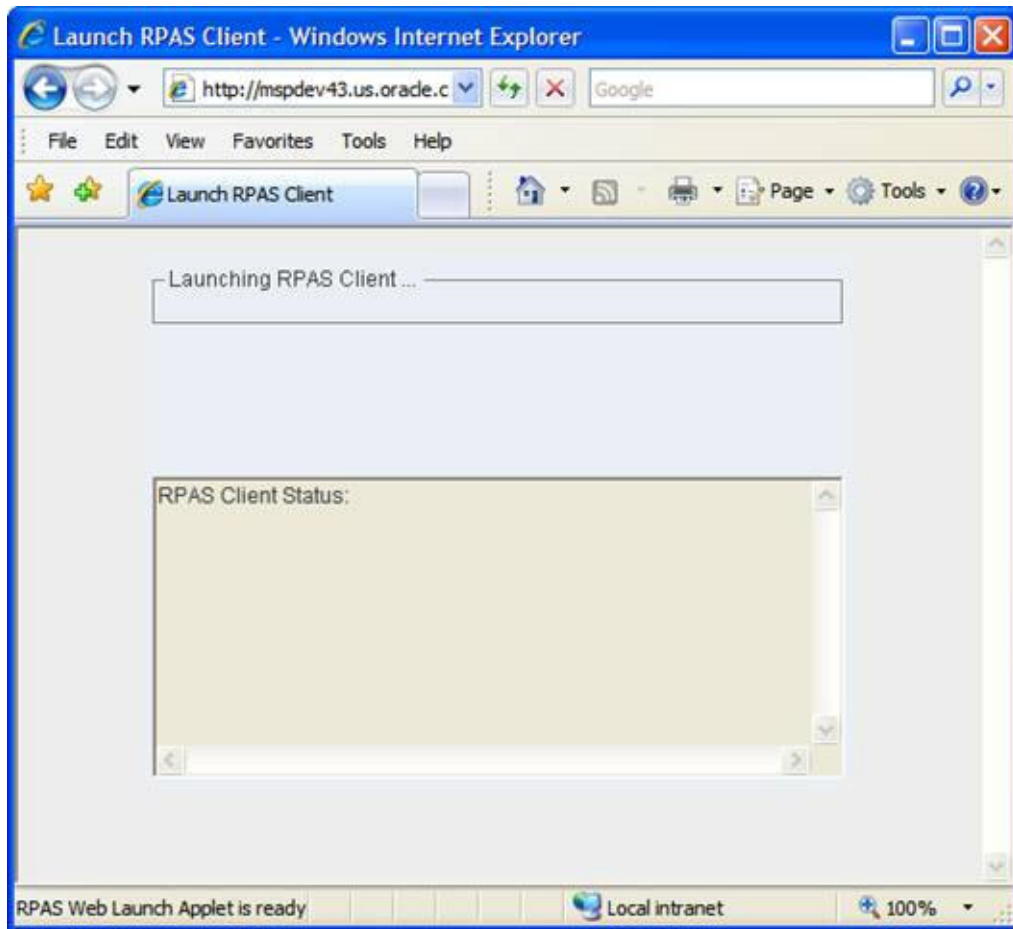 Launch RPAS Client - Windows Internet Explorer
http://mspdev43.us.oracle.c
Google
File Edit View Favorites Tools Help
Launch RPAS Client
Page Tools
Launching RPAS Client ...
RPAS Client Status:
RPAS Web Launch Applet is ready
Local intranet
100%